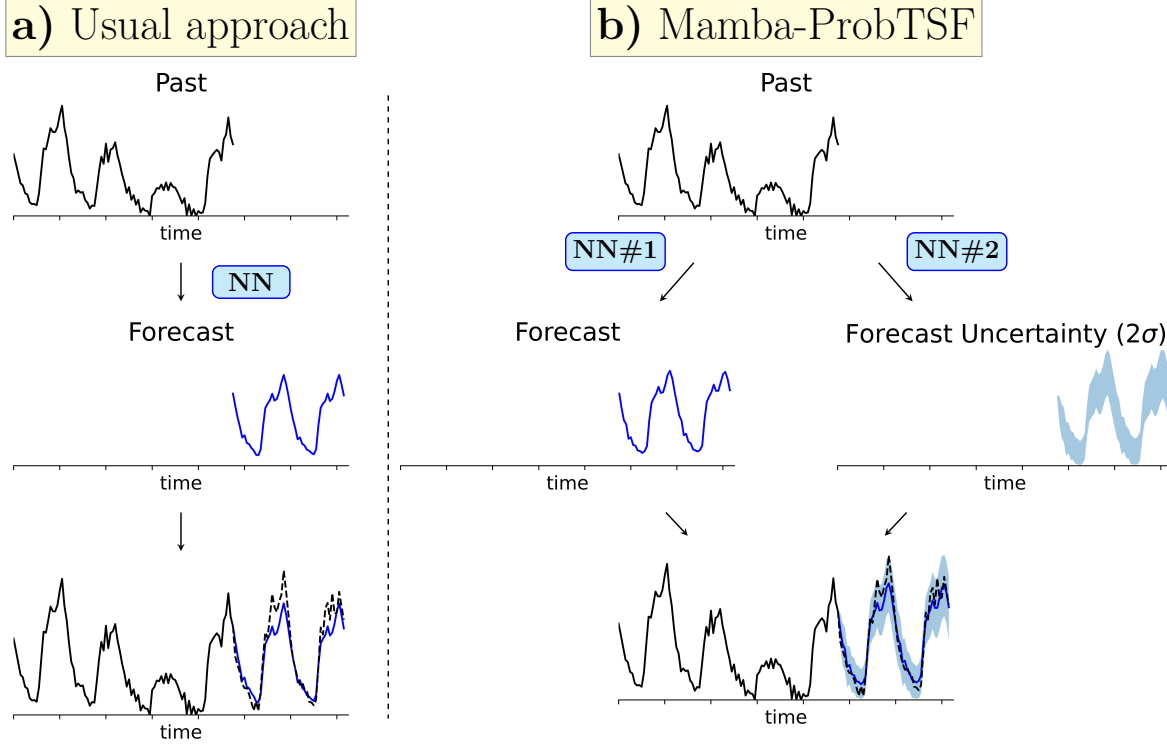 a) Usual approach
Past
time
NN
Forecast
time
time
b) Mamba-ProbTSF
Past
time
NN#1
NN#2
Forecast
Forecast Uncertainty (2σ)
time
time
time